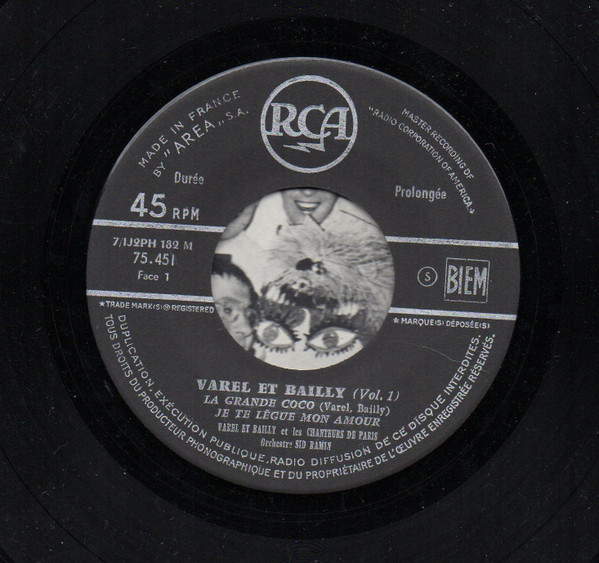 RCA
MADE IN FRANCE
BY "AREA" S.A.
MASTER RECORDING OF
"RADIO CORPORATION OF AMERICA"
Durée
Prolongée
45 RPM
7/1J2PH 182 M
75.451
Face 1
S
BIEM
★ TRADE MARK(S) ® REGISTERED
★ MARQUE(S) DÉPOSÉE(S)
VAREL ET BAILLY (Vol. 1)
LA GRANDE COCO (Varel, Bailly)
JE TE LÈGUE MON AMOUR
VAREL ET BAILLY et les CHANTEURS DE PARIS
Orchestre SID RAMIN
DUPLICATION, EXÉCUTION PUBLIQUE, RADIO DIFFUSION DE CE DISQUE INTERDITES.
TOUS DROITS DU PRODUCTEUR PHONOGRAPHIQUE ET DU PROPRIÉTAIRE DE L'ŒUVRE ENREGISTRÉE RÉSERVÉS.